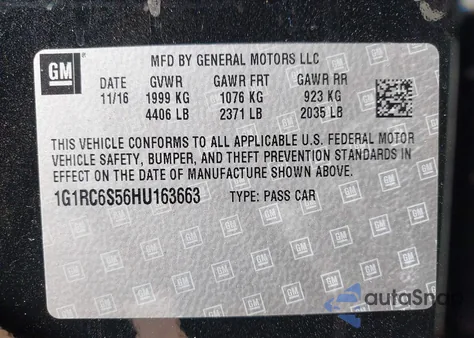 GM
MFD BY GENERAL MOTORS LLC
DATE GVWR GAWR FRT GAWR RR
11/16 1999 KG 1076 KG 923 KG
4406 LB 2371 LB 2035 LB
THIS VEHICLE CONFORMS TO ALL APPLICABLE U.S. FEDERAL MOTOR
VEHICLE SAFETY, BUMPER, AND THEFT PREVENTION STANDARDS
IN EFFECT ON THE DATE OF MANUFACTURE SHOWN ABOVE.
1G1RC6S56HU163663 TYPE: PASS CAR
autoSnap